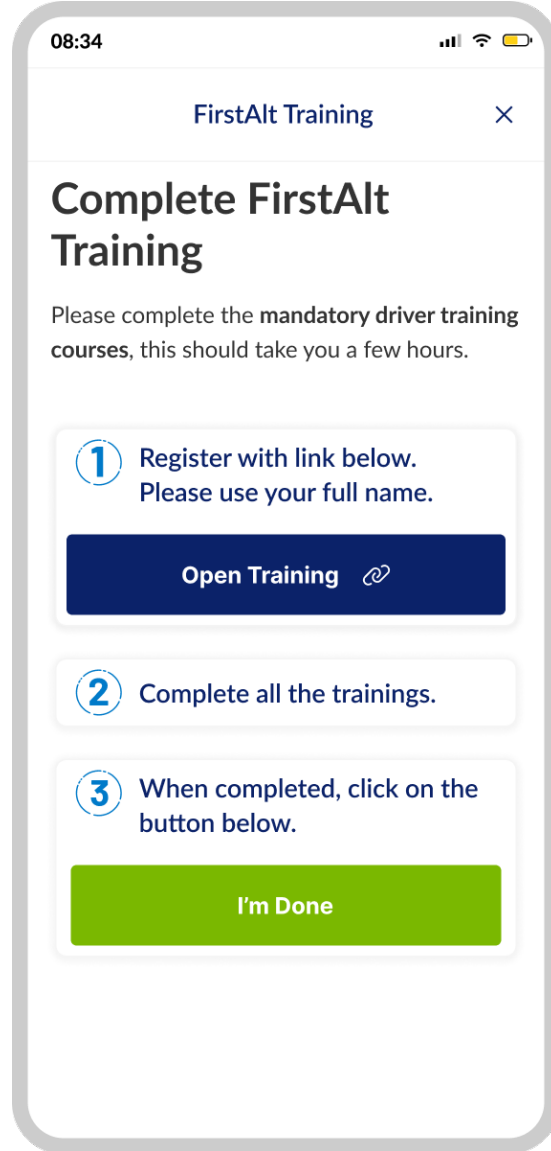 08:34
FirstAlt Training
Complete FirstAlt
Training
Please complete the mandatory driver training
courses, this should take you a few hours.
1
Register with link below.
Please use your full name.
Open Training
2
Complete all the trainings.
3
When completed, click on the
button below.
I'm Done